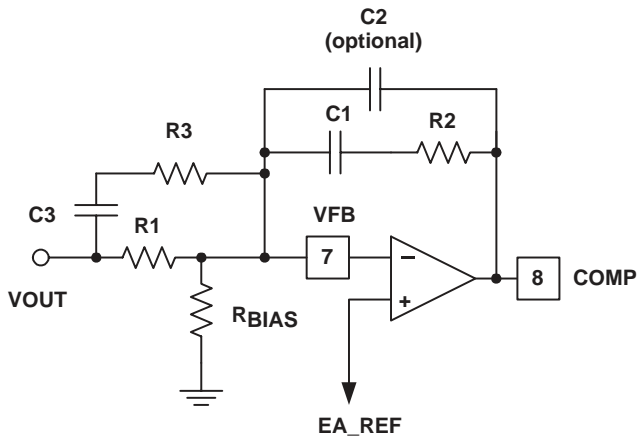 C2
(optional)
C1
R2
R3
C3
R1
VFB
7
–
+
8
COMP
VOUT
RBIAS
EA_REF